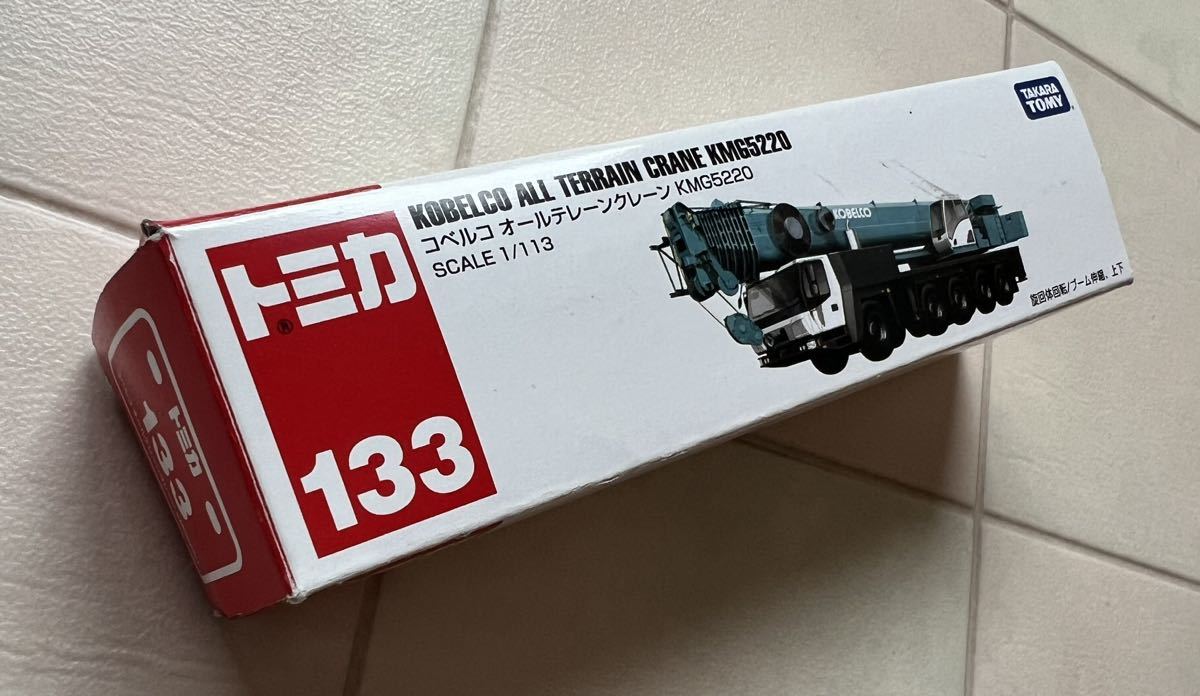 トミカ
®
133
KOBELCO ALL TERRAIN CRANE KMG5220
コベルコ オールテレーンクレーン KMG5220
SCALE 1/113
TAKARA
TOMY
KOBELCO
旋回体回転/ブーム伸縮、上下
トミカ
133